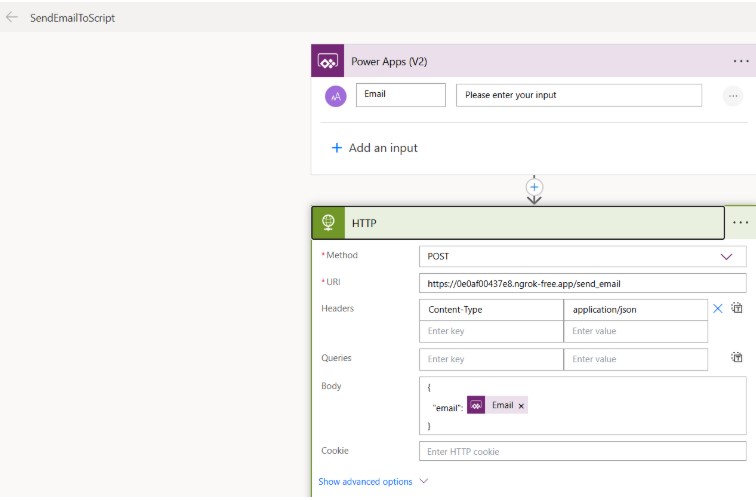 SendEmailToScript
Power Apps (V2)
Email Please enter your input
+ Add an input
HTTP
* Method POST
* URI https://0e0af00437e8.ngrok-free.app/send_email
Headers Content-Type application/json
Enter key Enter value
Queries Enter key Enter value
Body {
"email": Email ×
}
Cookie Enter HTTP cookie
Show advanced options